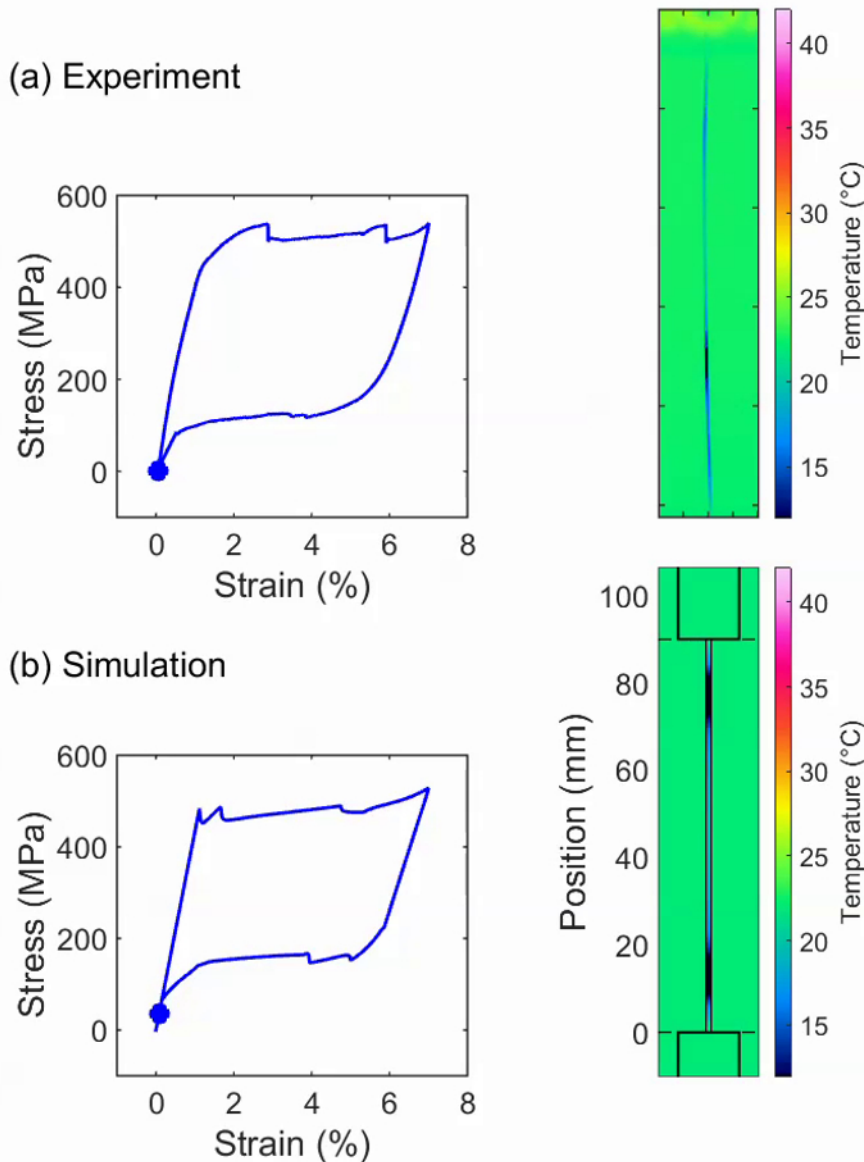 (a) Experiment
600
400
200
0
Stress (MPa)
0 2 4 6 8
Strain (%)
40
35
30
25
20
15
Temperature (°C)
(b) Simulation
600
400
200
0
Stress (MPa)
0 2 4 6 8
Strain (%)
100
80
60
40
20
0
Position (mm)
40
35
30
25
20
15
Temperature (°C)